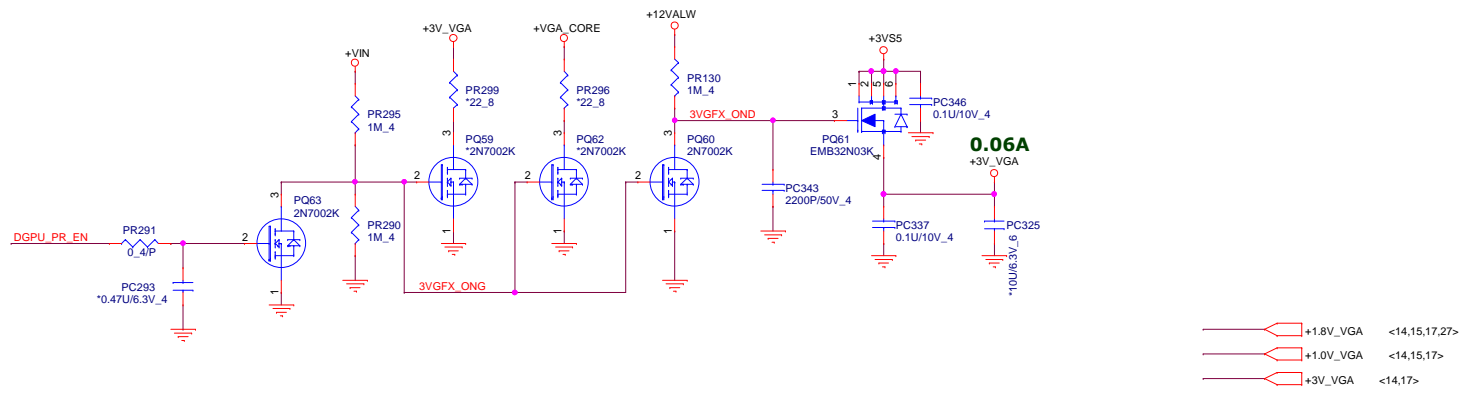 +12VALW
+3V_VGA
+VGA_CORE
+3VS5
+VIN
PR299
*22_8
PR296
*22_8
PR130
1M_4
1
2
5
6
PC346
0.1U/10V_4
PR295
1M_4
3VGFX_OND
3
PQ61
EMB32N03K
4
3
PQ59
*2N7002K
2
1
3
PQ62
*2N7002K
2
1
3
PQ60
2N7002K
2
1
0.06A
+3V_VGA
PC343
2200P/50V_4
3
PQ63
2N7002K
2
1
PR290
1M_4
PC337
0.1U/10V_4
PC325
*10U/6.3V_6
DGPU_PR_EN
PR291
0_4/P
PC293
*0.47U/6.3V_4
3VGFX_ONG
+1.8V_VGA <14,15,17,27>
+1.0V_VGA <14,15,17>
+3V_VGA <14,17>